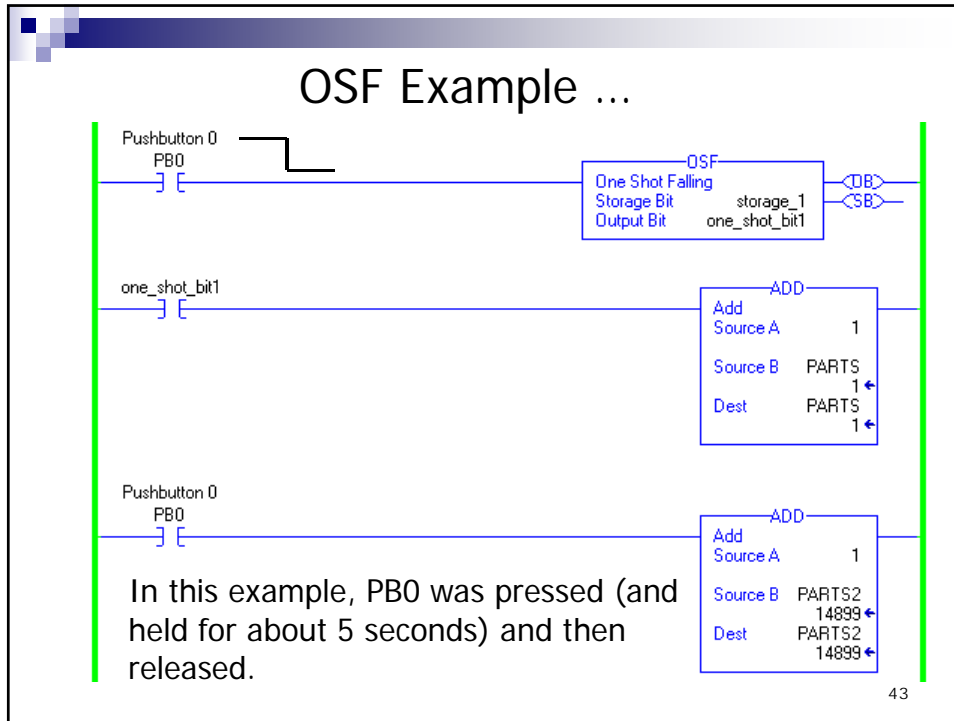 OSF Example ...
Pushbutton 0
PB0
OSF
One Shot Falling
Storage Bit storage_1
Output Bit one_shot_bit1
OB
SB
one_shot_bit1
ADD
Add
Source A 1
Source B PARTS
1
Dest PARTS
1
Pushbutton 0
PB0
ADD
Add
Source A 1
Source B PARTS2
14899
Dest PARTS2
14899
In this example, PB0 was pressed (and
held for about 5 seconds) and then
released.
43